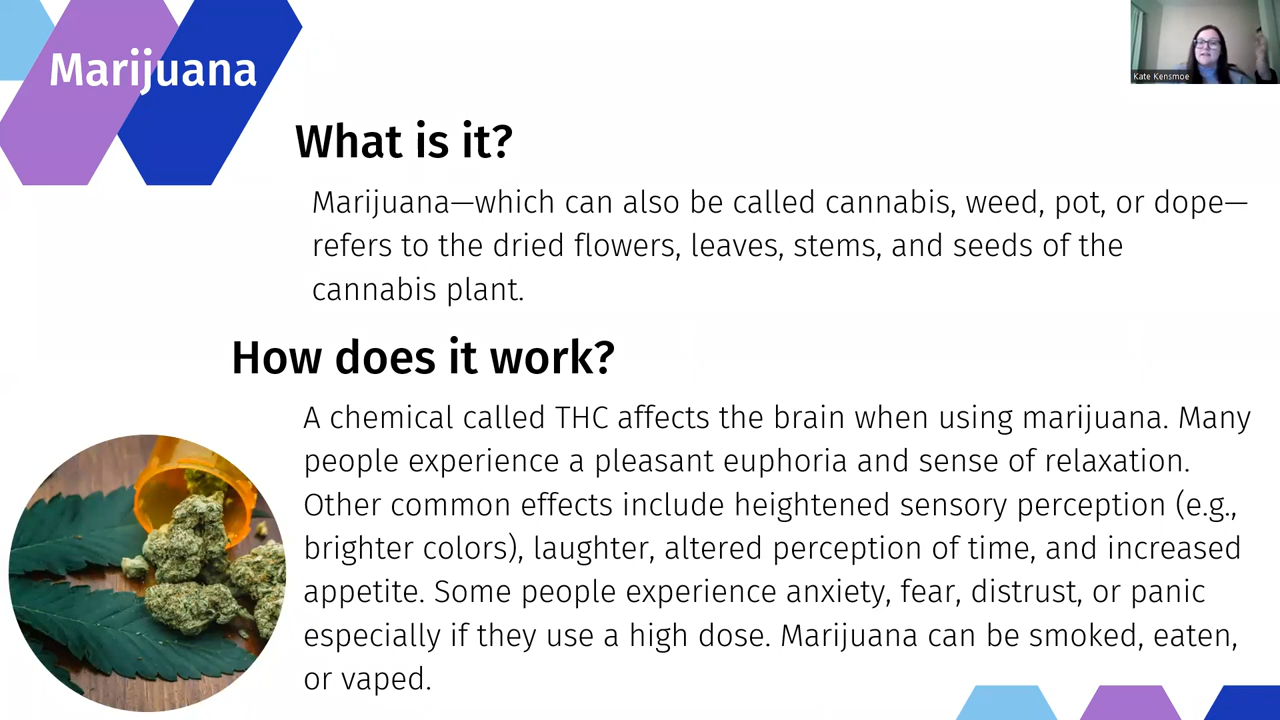 Marijuana
Kate Kensmoe
What is it?
Marijuana—which can also be called cannabis, weed, pot, or dope—
refers to the dried flowers, leaves, stems, and seeds of the
cannabis plant.
How does it work?
A chemical called THC affects the brain when using marijuana. Many
people experience a pleasant euphoria and sense of relaxation.
Other common effects include heightened sensory perception (e.g.,
brighter colors), laughter, altered perception of time, and increased
appetite. Some people experience anxiety, fear, distrust, or panic
especially if they use a high dose. Marijuana can be smoked, eaten,
or vaped.